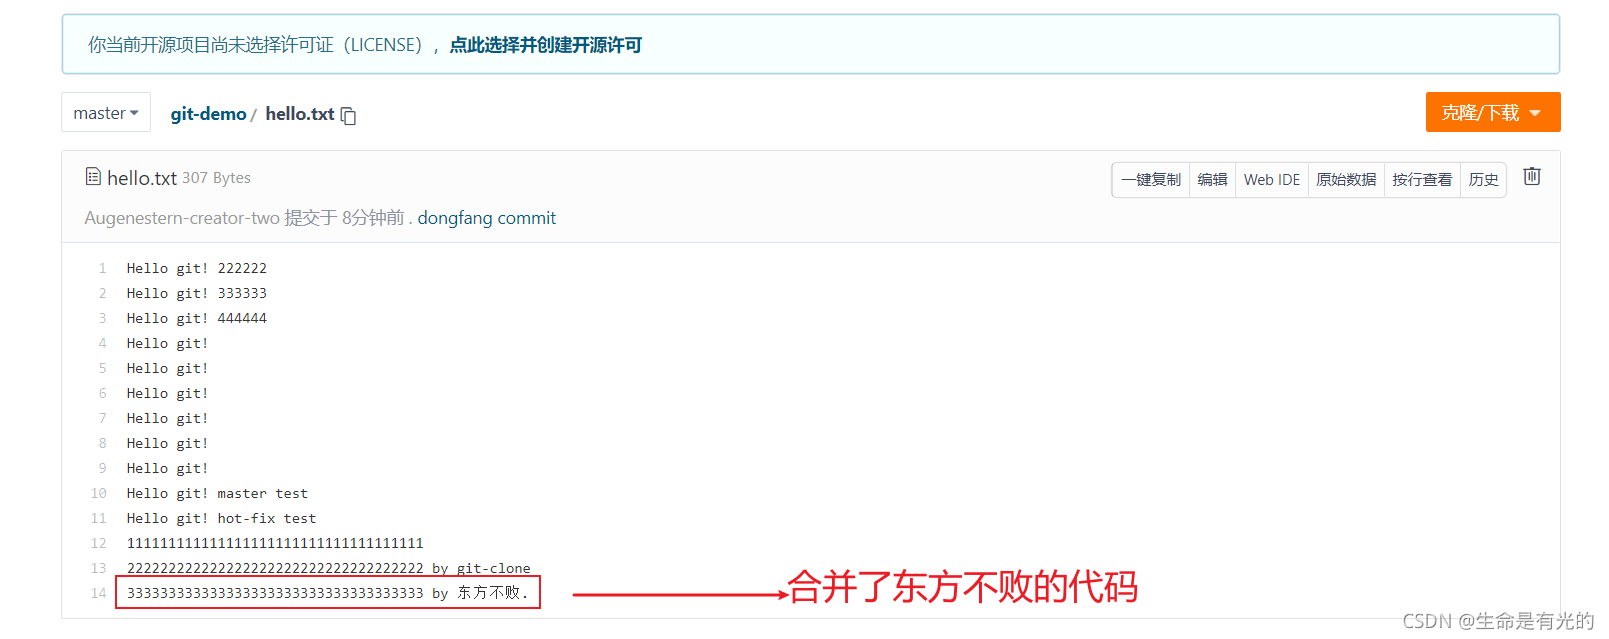 你当前开源项目尚未选择许可证（LICENSE），点此选择并创建开源许可
master
git-demo / hello.txt
克隆/下载
hello.txt 307 Bytes
一键复制 编辑 Web IDE 原始数据 按行查看 历史
Augenestern-creator-two 提交于 8分钟前 . dongfang commit
1 Hello git! 222222
2 Hello git! 333333
3 Hello git! 444444
4 Hello git!
5 Hello git!
6 Hello git!
7 Hello git!
8 Hello git!
9 Hello git!
10 Hello git! master test
11 Hello git! hot-fix test
12 111111111111111111111111111111111111
13 222222222222222222222222222222222222 by git-clone
14 333333333333333333333333333333333333 by 东方不败.
合并了东方不败的代码
CSDN @生命是有光的